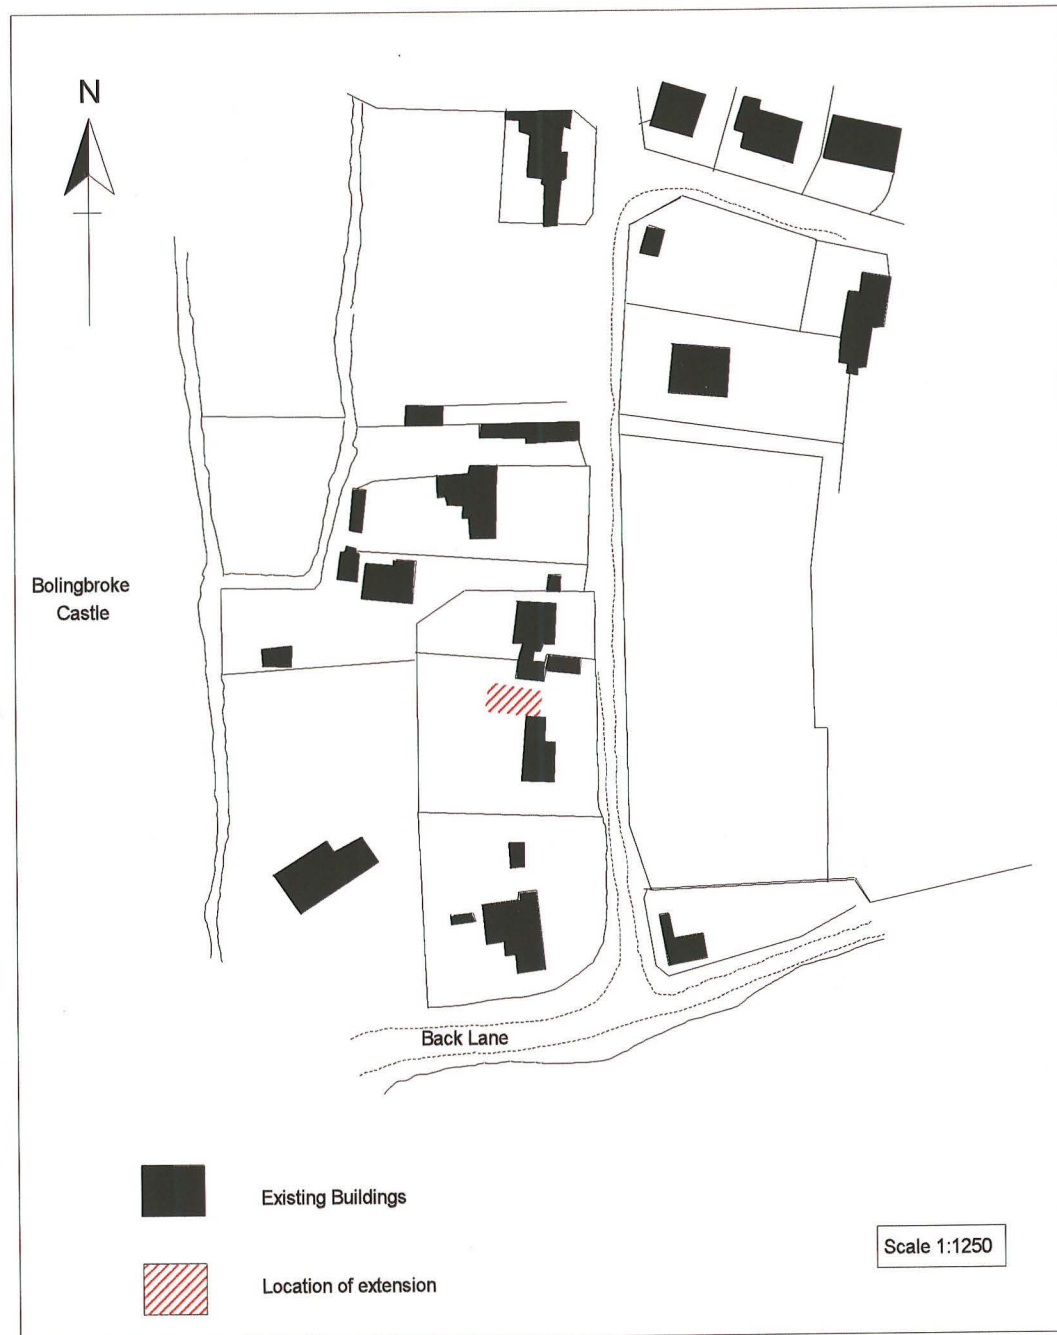 N
Bolingbroke
Castle
Back Lane
Existing Buildings
Scale 1:1250
Location of extension